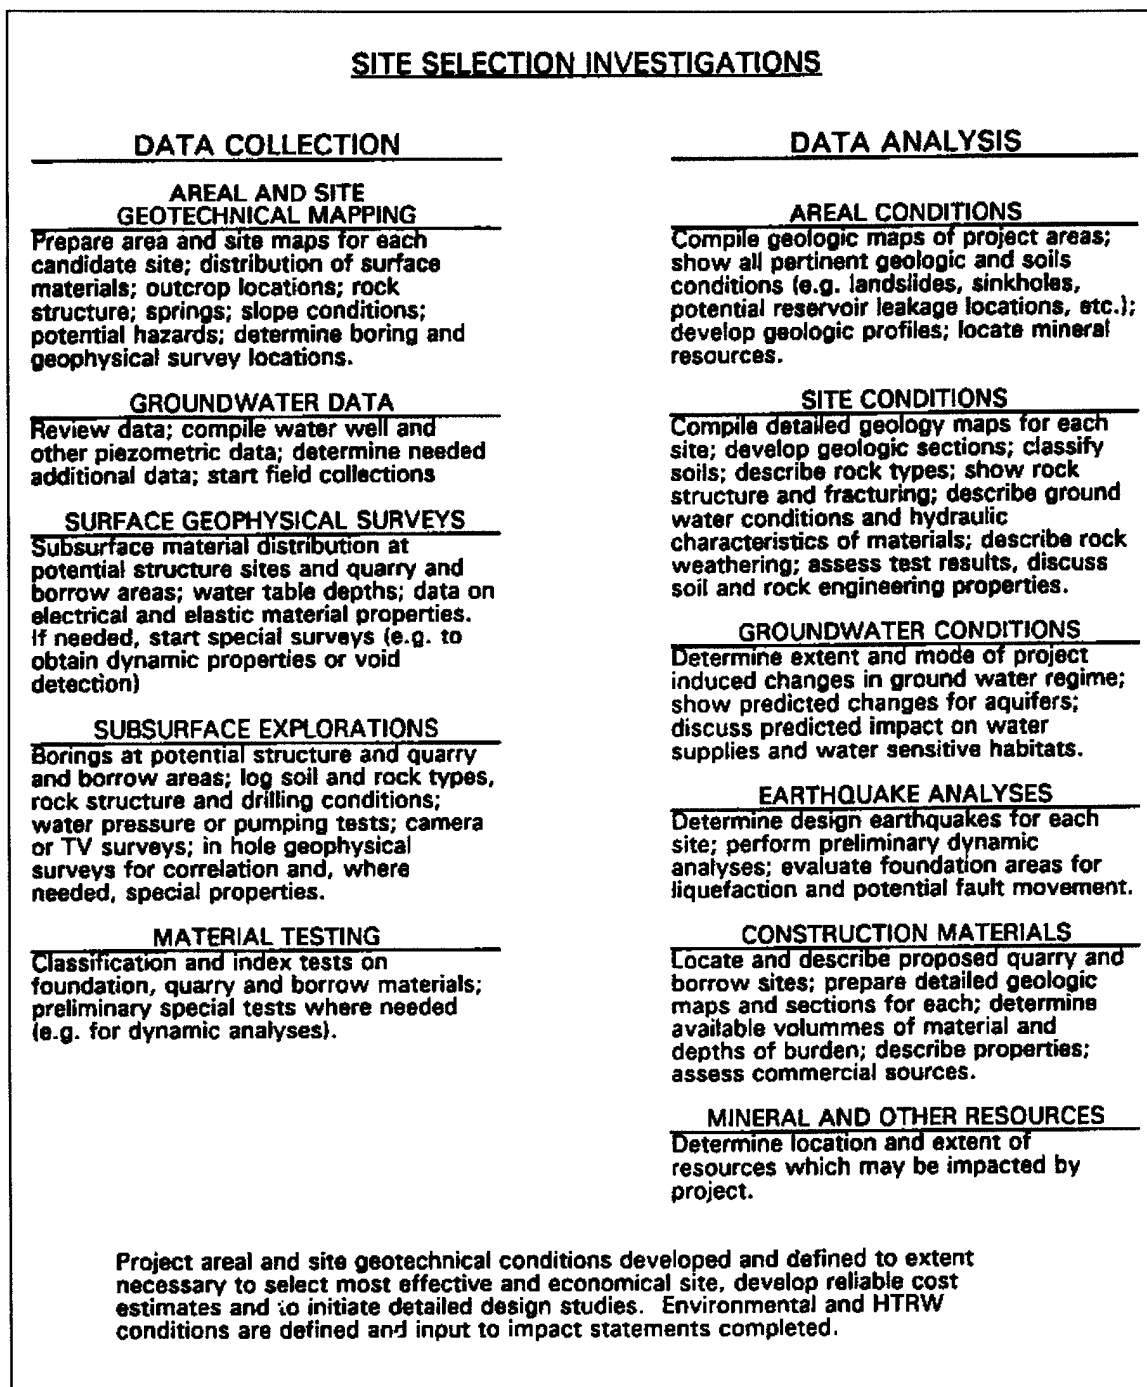 SITE SELECTION INVESTIGATIONS
DATA COLLECTION
AREAL AND SITE
GEOTECHNICAL MAPPING
Prepare area and site maps for each
candidate site; distribution of surface
materials; outcrop locations; rock
structure; springs; slope conditions;
potential hazards; determine boring and
geophysical survey locations.
GROUNDWATER DATA
Review data; compile water well and
other piezometric data; determine needed
additional data; start field collections
SURFACE GEOPHYSICAL SURVEYS
Subsurface material distribution at
potential structure sites and quarry and
borrow areas; water table depths; data on
electrical and elastic material properties.
If needed, start special surveys (e.g. to
obtain dynamic properties or void
detection)
SUBSURFACE EXPLORATIONS
Borings at potential structure and quarry
and borrow areas; log soil and rock types,
rock structure and drilling conditions;
water pressure or pumping tests; camera
or TV surveys; in hole geophysical
surveys for correlation and, where
needed, special properties.
MATERIAL TESTING
Classification and index tests on
foundation, quarry and borrow materials;
preliminary special tests where needed
(e.g. for dynamic analyses).
DATA ANALYSIS
AREAL CONDITIONS
Compile geologic maps of project areas;
show all pertinent geologic and soils
conditions (e.g. landslides, sinkholes,
potential reservoir leakage locations, etc.);
develop geologic profiles; locate mineral
resources.
SITE CONDITIONS
Compile detailed geology maps for each
site; develop geologic sections; classify
soils; describe rock types; show rock
structure and fracturing; describe ground
water conditions and hydraulic
characteristics of materials; describe rock
weathering; assess test results, discuss
soil and rock engineering properties.
GROUNDWATER CONDITIONS
Determine extent and mode of project
induced changes in ground water regime;
show predicted changes for aquifers;
discuss predicted impact on water
supplies and water sensitive habitats.
EARTHQUAKE ANALYSES
Determine design earthquakes for each
site; perform preliminary dynamic
analyses; evaluate foundation areas for
liquefaction and potential fault movement.
CONSTRUCTION MATERIALS
Locate and describe proposed quarry and
borrow sites; prepare detailed geologic
maps and sections for each; determine
available volummes of material and
depths of burden; describe properties;
assess commercial sources.
MINERAL AND OTHER RESOURCES
Determine location and extent of
resources which may be impacted by
project.
Project areal and site geotechnical conditions developed and defined to extent
necessary to select most effective and economical site, develop reliable cost
estimates and to initiate detailed design studies. Environmental and HTRW
conditions are defined and input to impact statements completed.